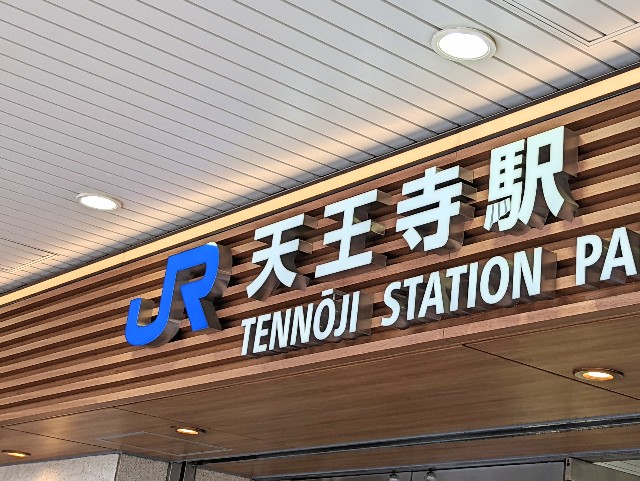 JR 天王寺駅
TENNŌJI STATION PA